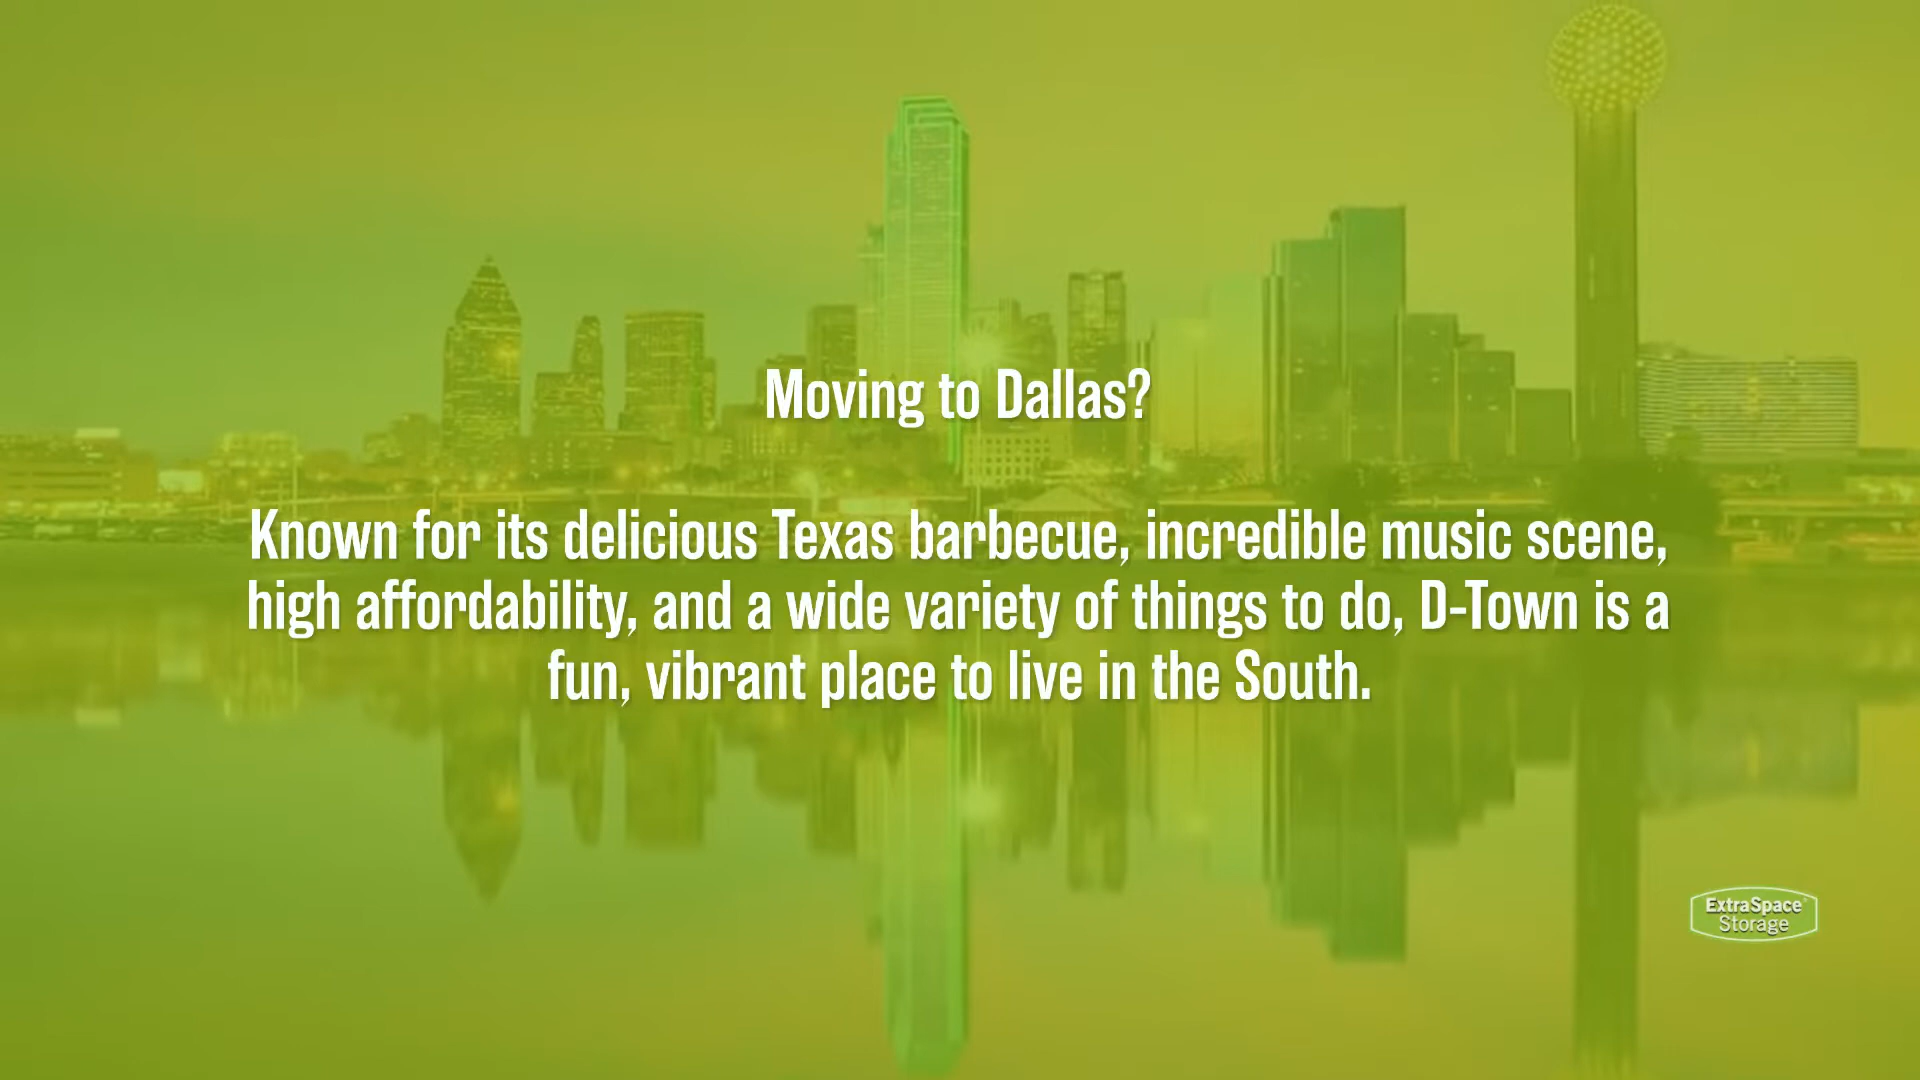 Moving to Dallas?
Known for its delicious Texas barbecue, incredible music scene,
high affordability, and a wide variety of things to do, D-Town is a
fun, vibrant place to live in the South.
ExtraSpace
Storage